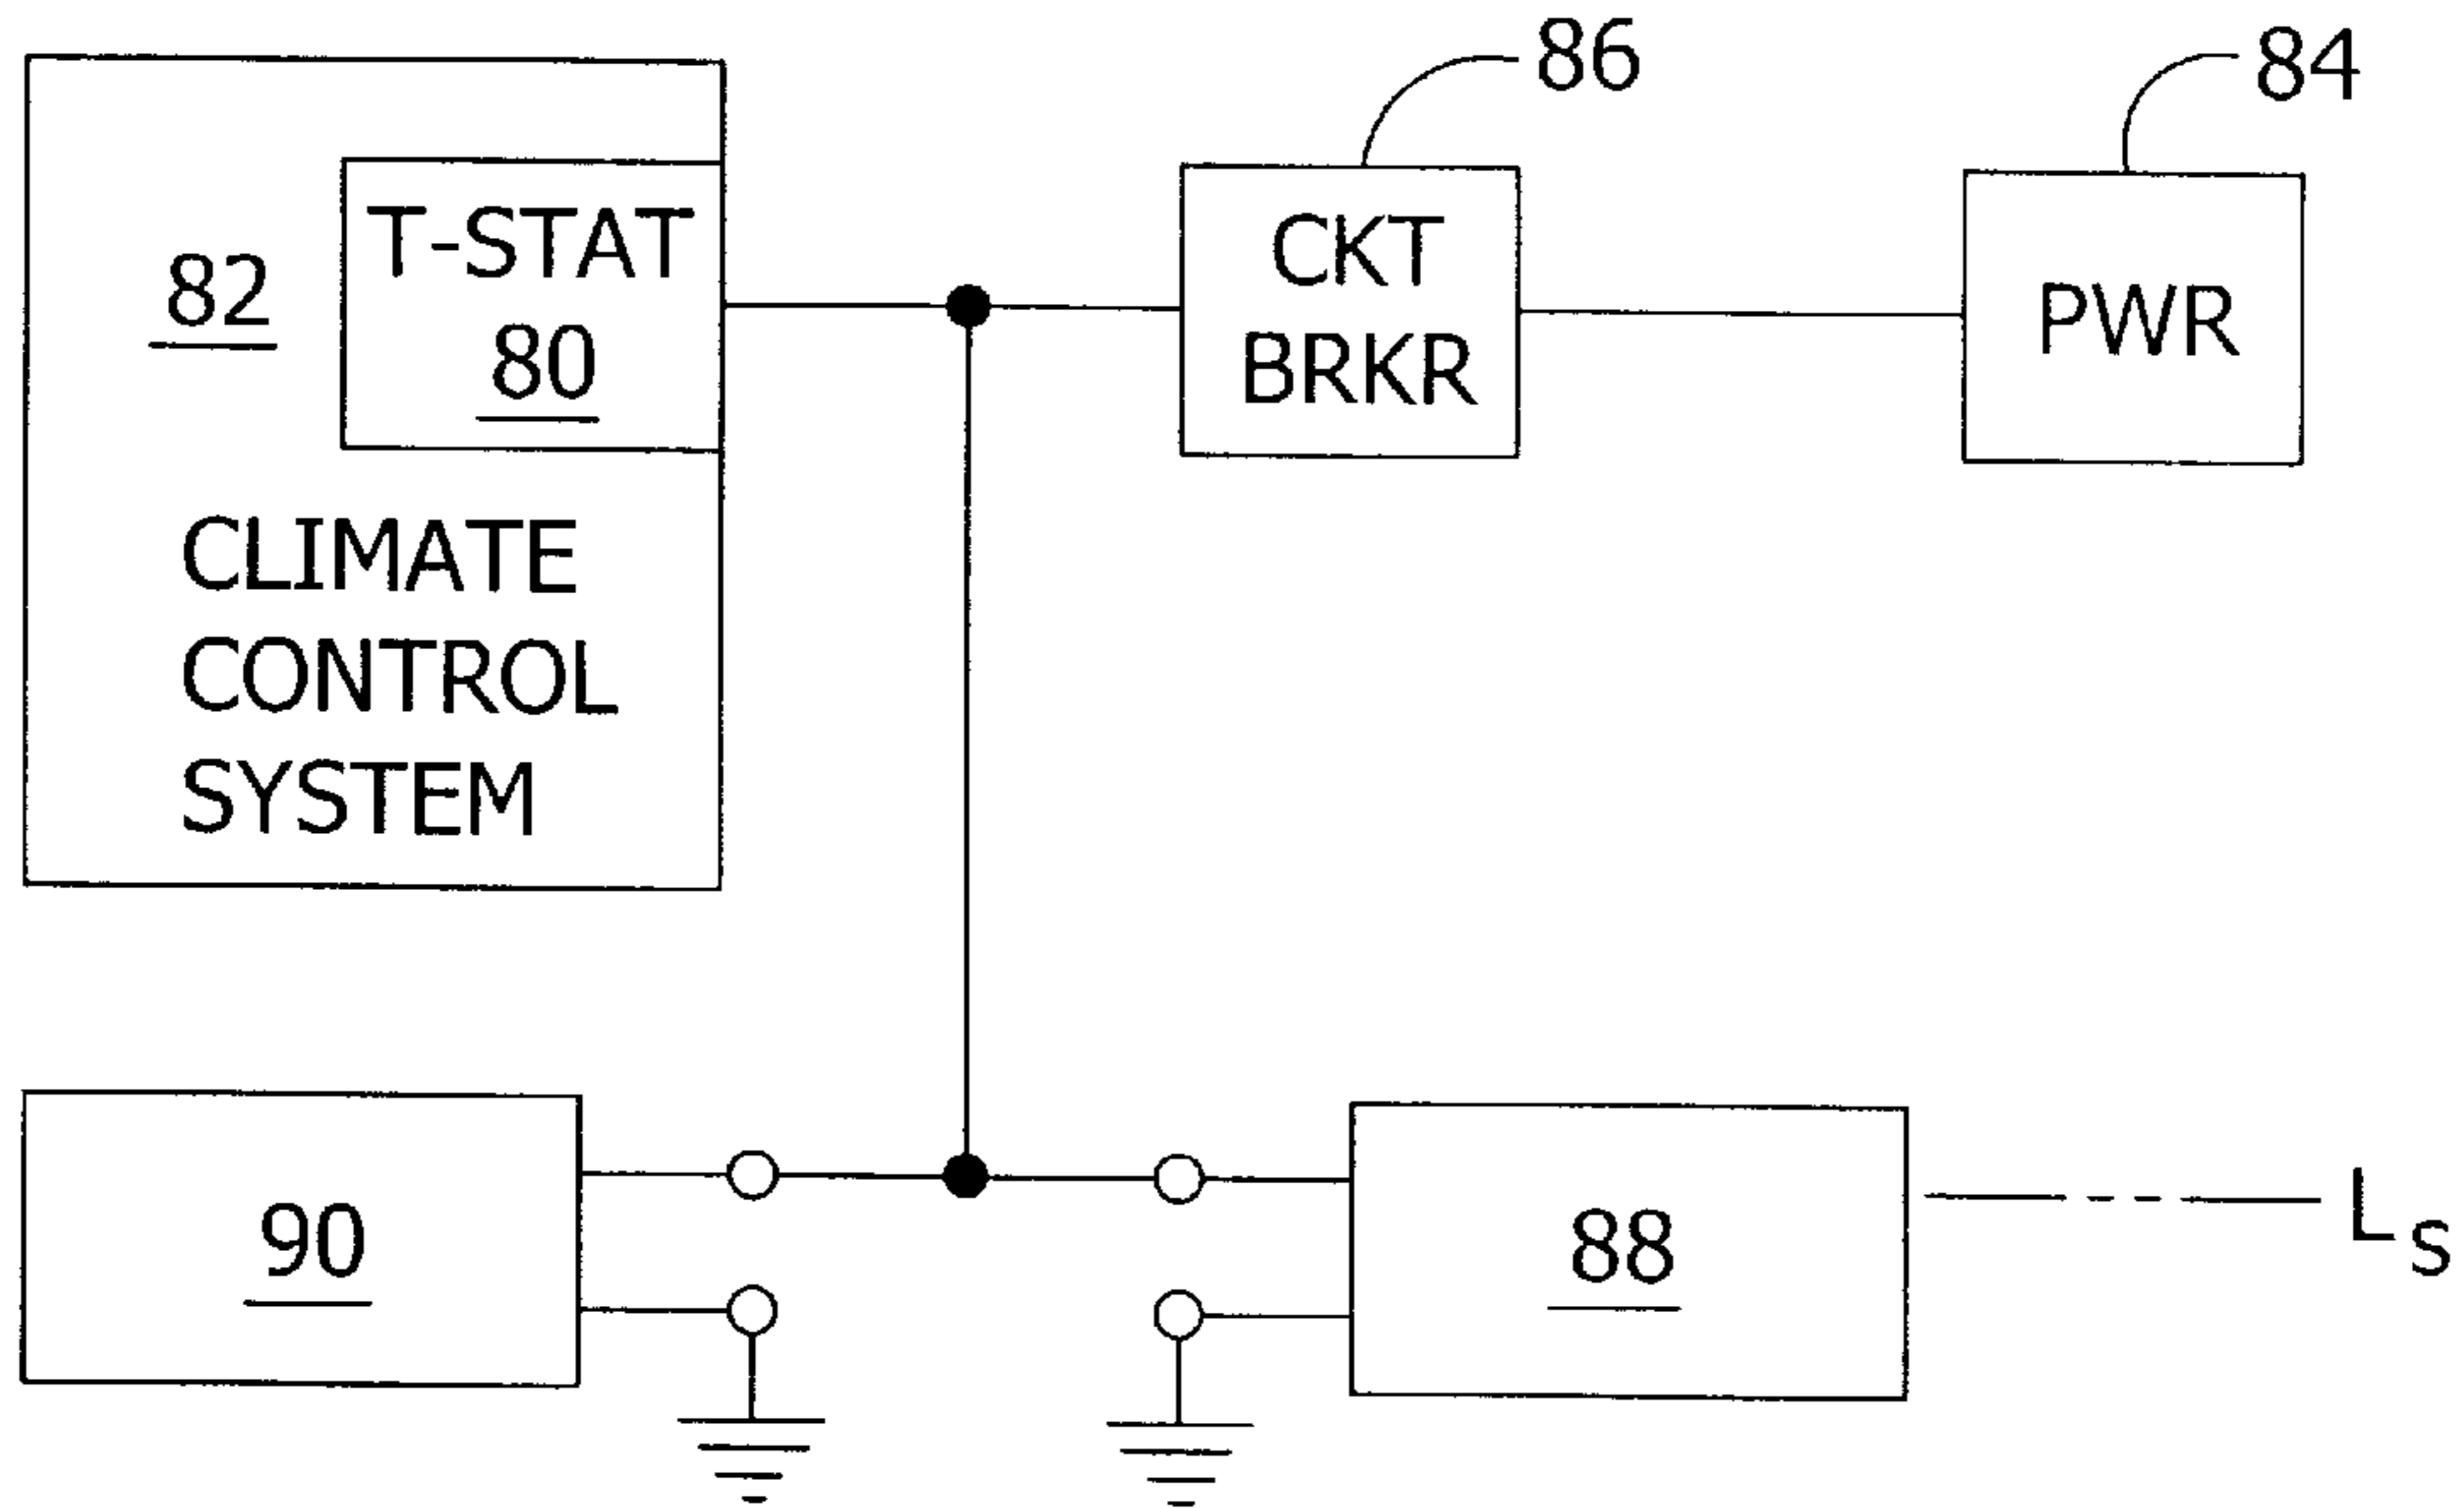 86
84
82
T-STAT
80
CKT
BRKR
PWR
CLIMATE
CONTROL
SYSTEM
90
88
LS